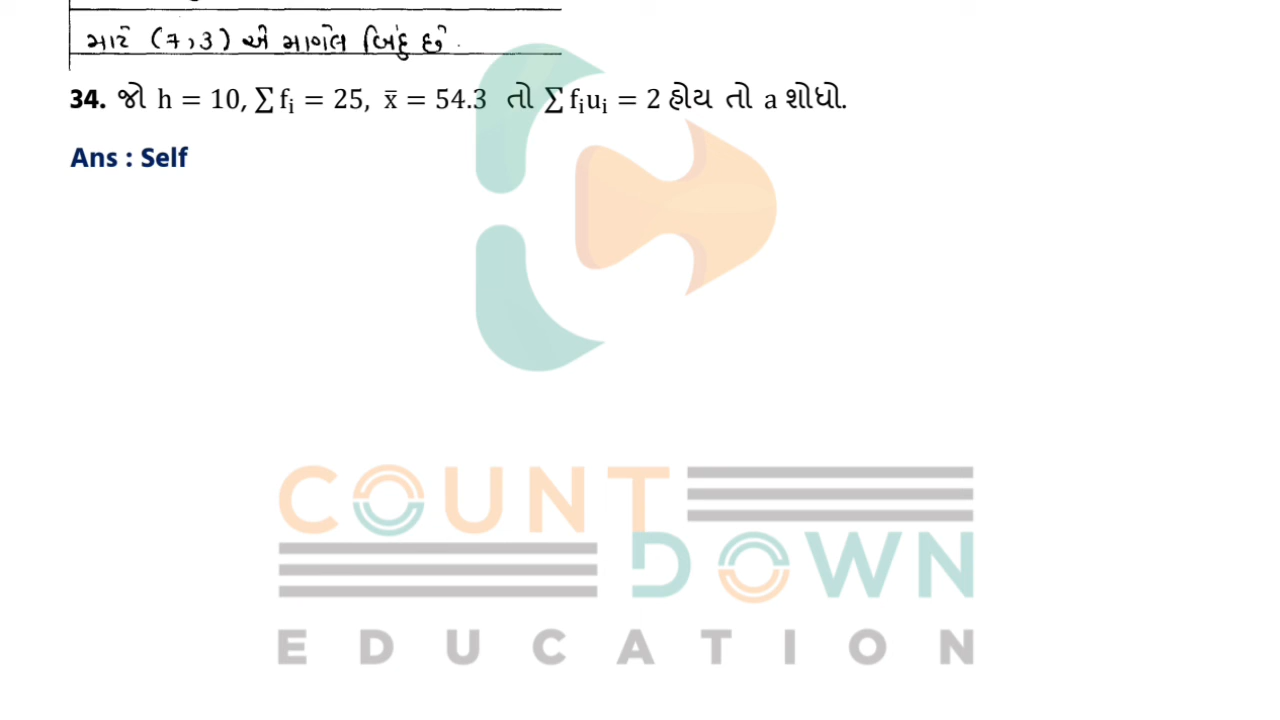 માટે (7,3) એ માગેલ બિંદુ છે.
34. જો h = 10, ∑ fᵢ = 25, x̄ = 54.3 તો ∑ fᵢuᵢ = 2 હોય તો a શોધો.
Ans : Self
COUNT
DOWN
EDUCATION